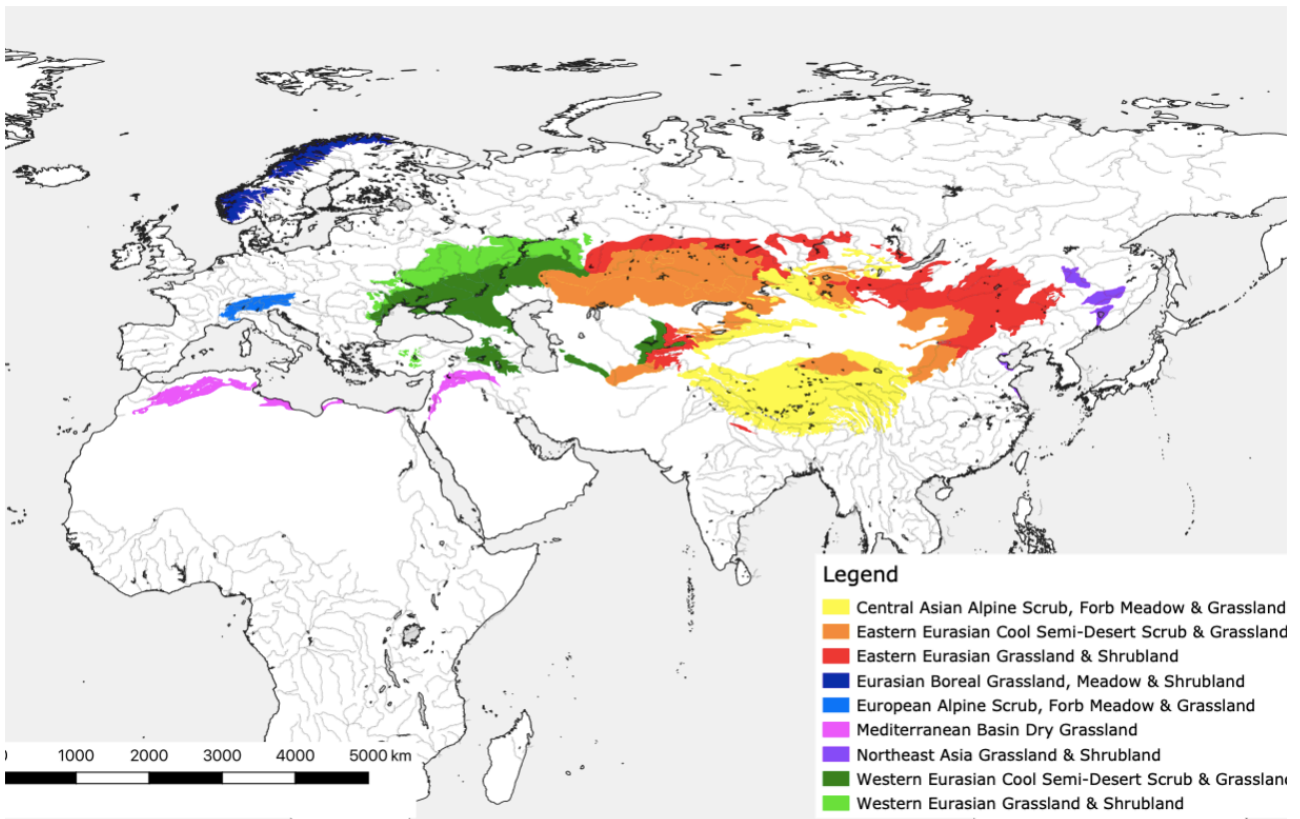 Legend
Central Asian Alpine Scrub, Forb Meadow & Grassland
Eastern Eurasian Cool Semi-Desert Scrub & Grassland
Eastern Eurasian Grassland & Shrubland
Eurasian Boreal Grassland, Meadow & Shrubland
European Alpine Scrub, Forb Meadow & Grassland
Mediterranean Basin Dry Grassland
1000 2000 3000 4000 5000 km
Northeast Asia Grassland & Shrubland
Western Eurasian Cool Semi-Desert Scrub & Grassland
Western Eurasian Grassland & Shrubland